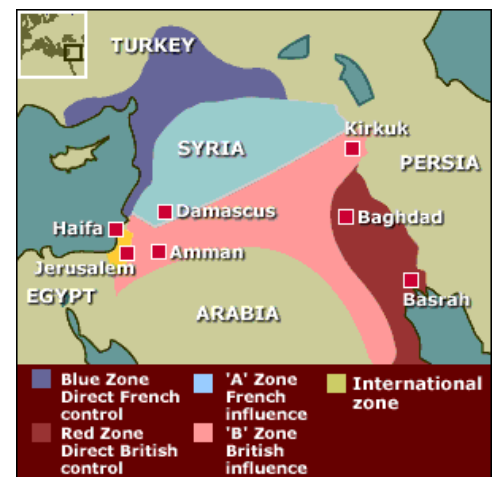 TURKEY
Kirkuk
SYRIA
PERSIA
Damascus
Baghdad
Haifa
Jerusalem
Amman
EGYPT
Basrah
ARABIA
Blue Zone
Direct French
control
'A' Zone
French
influence
International
zone
Red Zone
Direct British
control
'B' Zone
British
influence